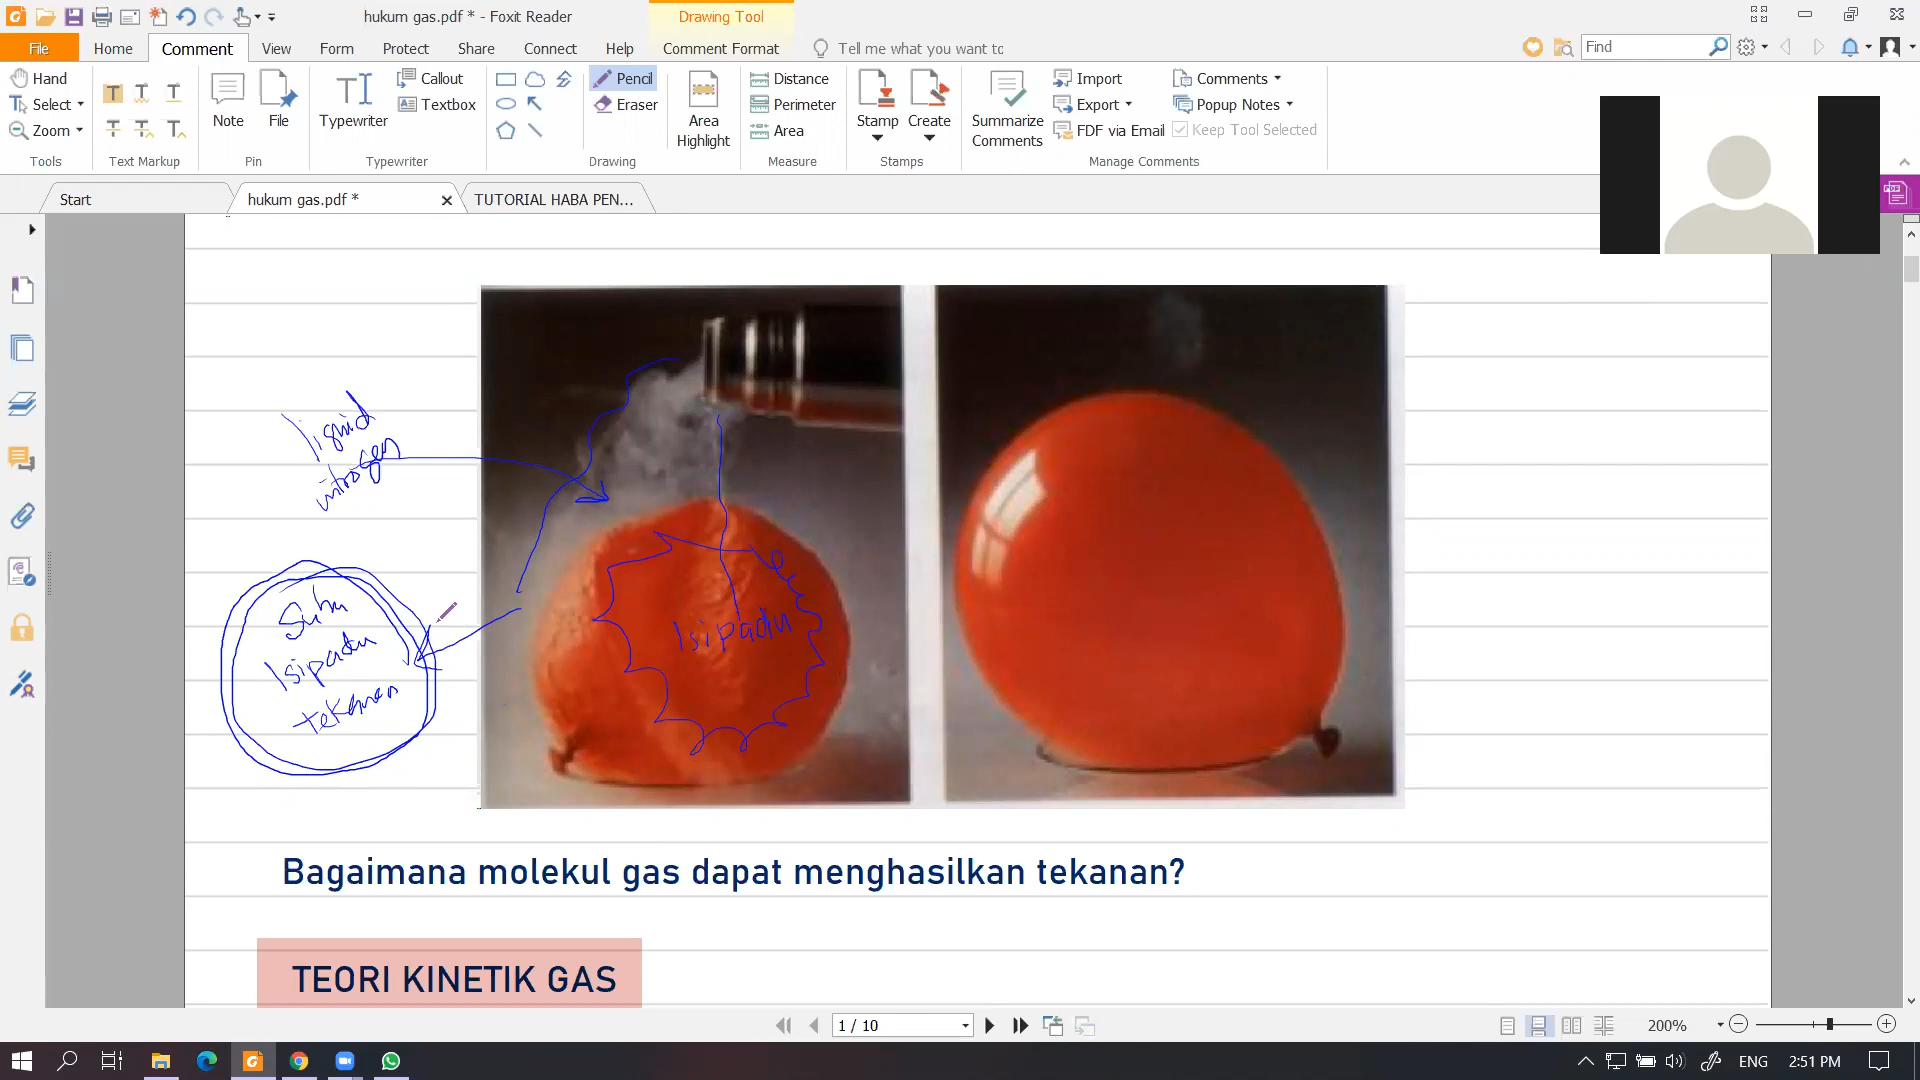 hukum gas.pdf * - Foxit Reader
Drawing Tool
File Home Comment View Form Protect Share Connect Help Comment Format Tell me what you want to Find
Hand
Select
Zoom
Tools
Text Markup
Note
File
Pin
Typewriter
Typewriter
Callout
Textbox
Pencil
Eraser
Drawing
Area
Highlight
Distance
Perimeter
Area
Measure
Stamp
Create
Stamps
Summarize
Comments
Import
Export
FDF via Email
Comments
Popup Notes
Keep Tool Selected
Manage Comments
Start
hukum gas.pdf *
TUTORIAL HABA PEN...
liquid
nitrogen
Suhu
Isipadu
tekanan
Isipadu
Bagaimana molekul gas dapat menghasilkan tekanan?
TEORI KINETIK GAS
1 / 10
200%
ENG
2:51 PM